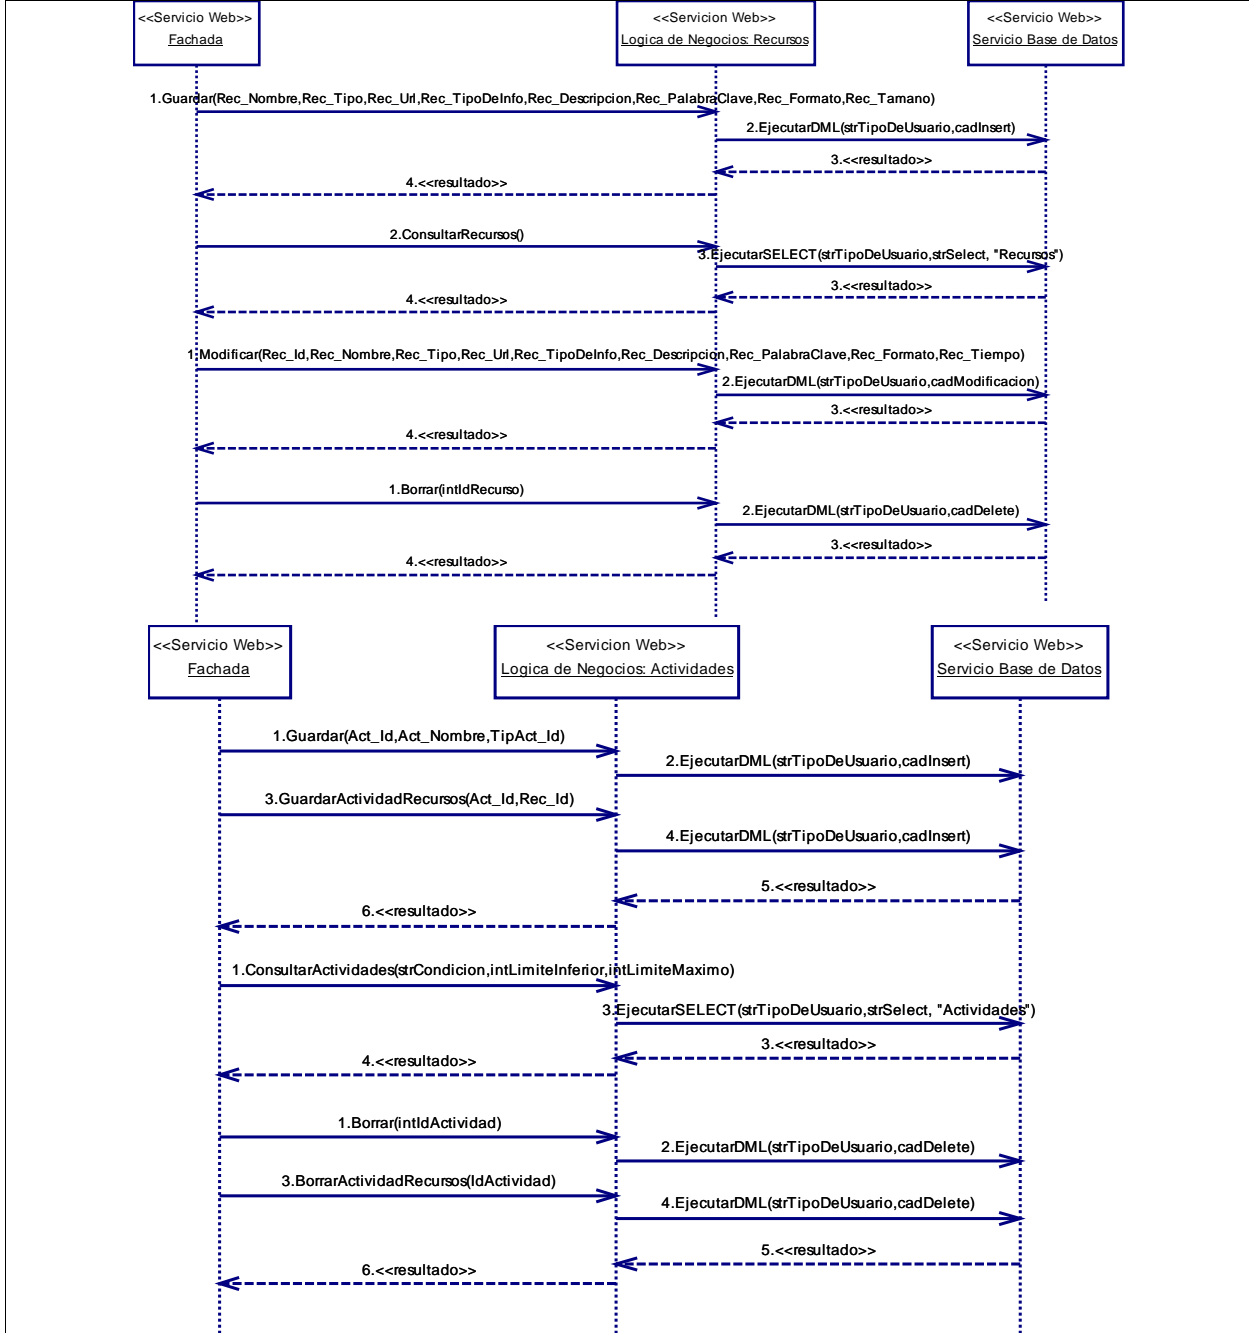 <<Servicio Web>>
Fachada
<<Servicion Web>>
Logica de Negocios: Recursos
<<Servicio Web>>
Servicio Base de Datos
1.Guardar(Rec_Nombre,Rec_Tipo,Rec_Url,Rec_TipoDeInfo,Rec_Descripcion,Rec_PalabraClave,Rec_Formato,Rec_Tamano)
2.EjecutarDML(strTipoDeUsuario,cadInsert)
3.<<resultado>>
4.<<resultado>>
2.ConsultarRecursos()
3.EjecutarSELECT(strTipoDeUsuario,strSelect, "Recursos")
3.<<resultado>>
4.<<resultado>>
1.Modificar(Rec_Id,Rec_Nombre,Rec_Tipo,Rec_Url,Rec_TipoDeInfo,Rec_Descripcion,Rec_PalabraClave,Rec_Formato,Rec_Tiempo)
2.EjecutarDML(strTipoDeUsuario,cadModificacion)
3.<<resultado>>
4.<<resultado>>
1.Borrar(intIdRecurso)
2.EjecutarDML(strTipoDeUsuario,cadDelete)
3.<<resultado>>
4.<<resultado>>
<<Servicio Web>>
Fachada
<<Servicion Web>>
Logica de Negocios: Actividades
<<Servicio Web>>
Servicio Base de Datos
1.Guardar(Act_Id,Act_Nombre,TipAct_Id)
2.EjecutarDML(strTipoDeUsuario,cadInsert)
3.GuardarActividadRecursos(Act_Id,Rec_Id)
4.EjecutarDML(strTipoDeUsuario,cadInsert)
5.<<resultado>>
6.<<resultado>>
1.ConsultarActividades(strCondicion,intLimiteInferior,intLimiteMaximo)
3.EjecutarSELECT(strTipoDeUsuario,strSelect, "Actividades")
3.<<resultado>>
4.<<resultado>>
1.Borrar(intIdActividad)
2.EjecutarDML(strTipoDeUsuario,cadDelete)
3.BorrarActividadRecursos(IdActividad)
4.EjecutarDML(strTipoDeUsuario,cadDelete)
5.<<resultado>>
6.<<resultado>>